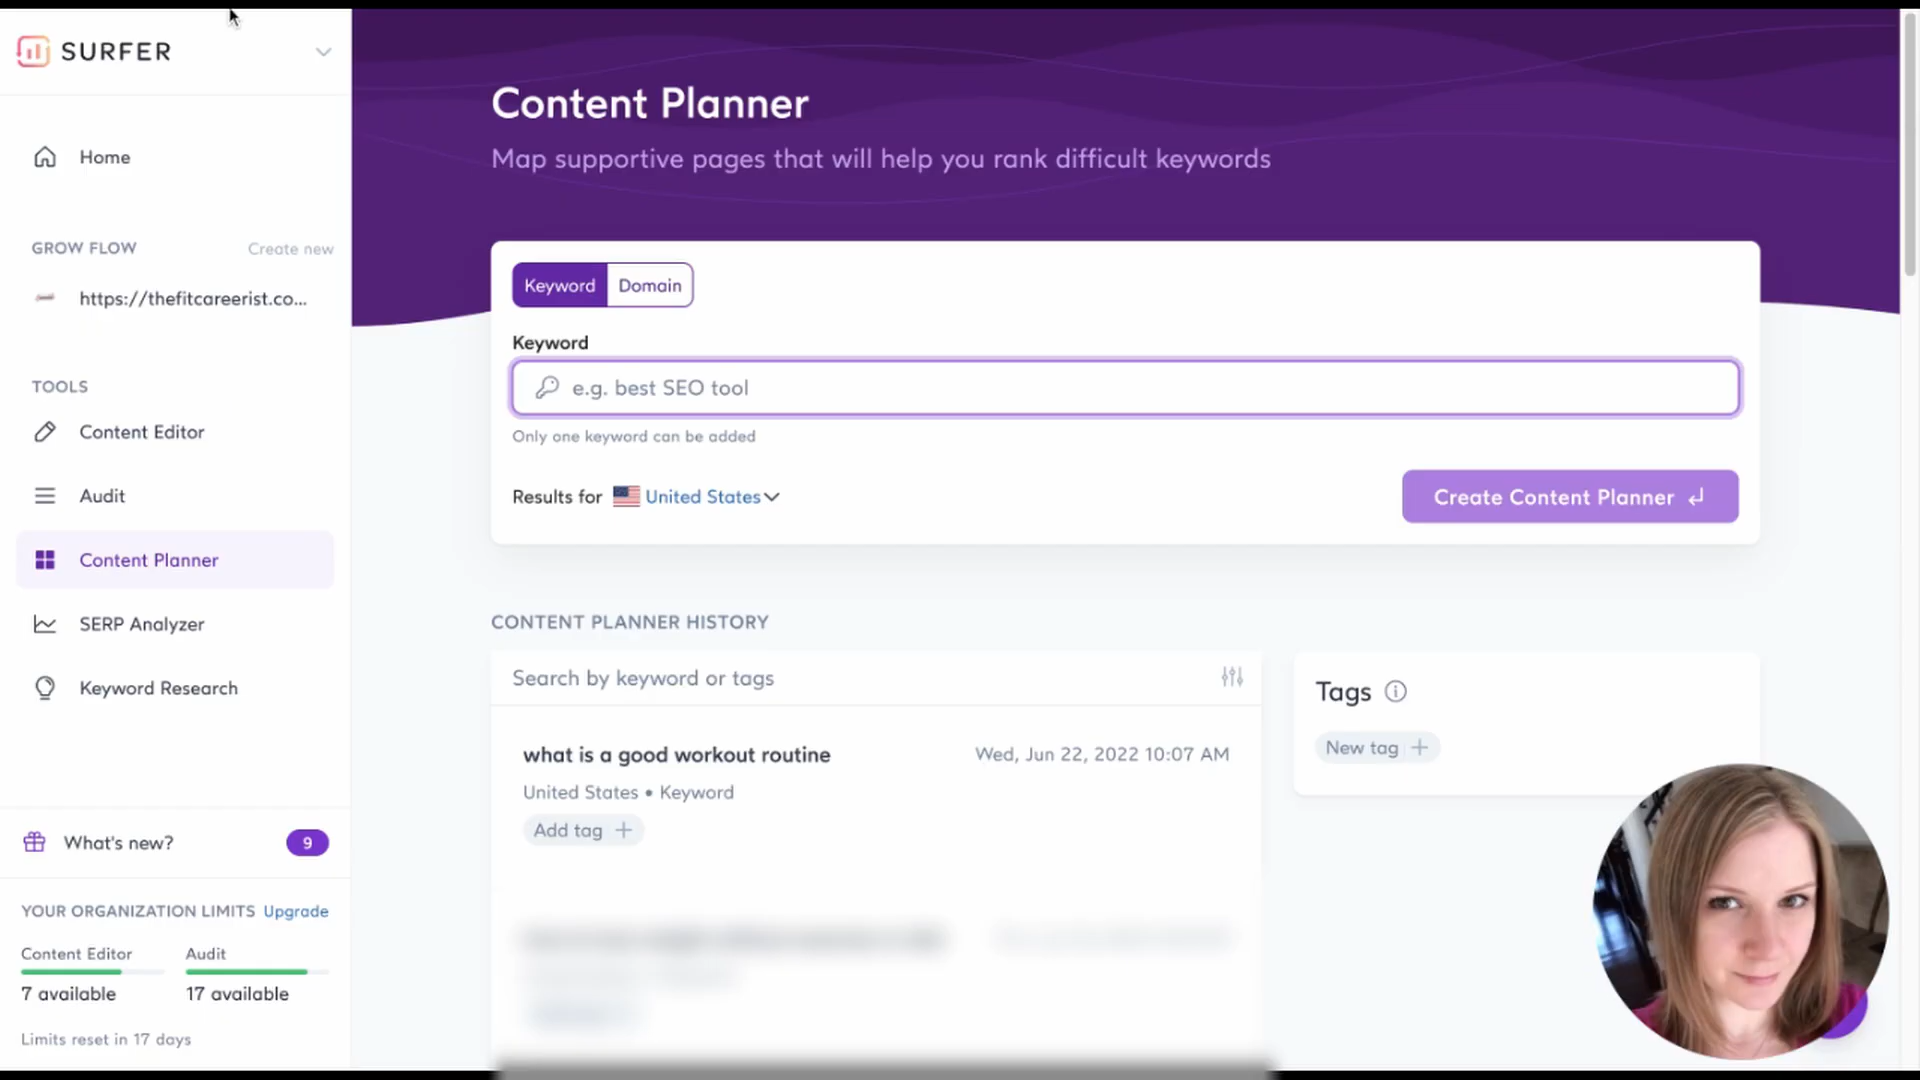 SURFER
Home
GROW FLOW Create new
https://thefitcareerist.co...
TOOLS
Content Editor
Audit
Content Planner
SERP Analyzer
Keyword Research
What's new? 9
YOUR ORGANIZATION LIMITS Upgrade
Content Editor Audit
7 available 17 available
Limits reset in 17 days
Content Planner
Map supportive pages that will help you rank difficult keywords
Keyword Domain
Keyword
e.g. best SEO tool
Only one keyword can be added
Results for United States
Create Content Planner
CONTENT PLANNER HISTORY
Search by keyword or tags
what is a good workout routine Wed, Jun 22, 2022 10:07 AM
United States • Keyword
Add tag +
Tags
New tag +